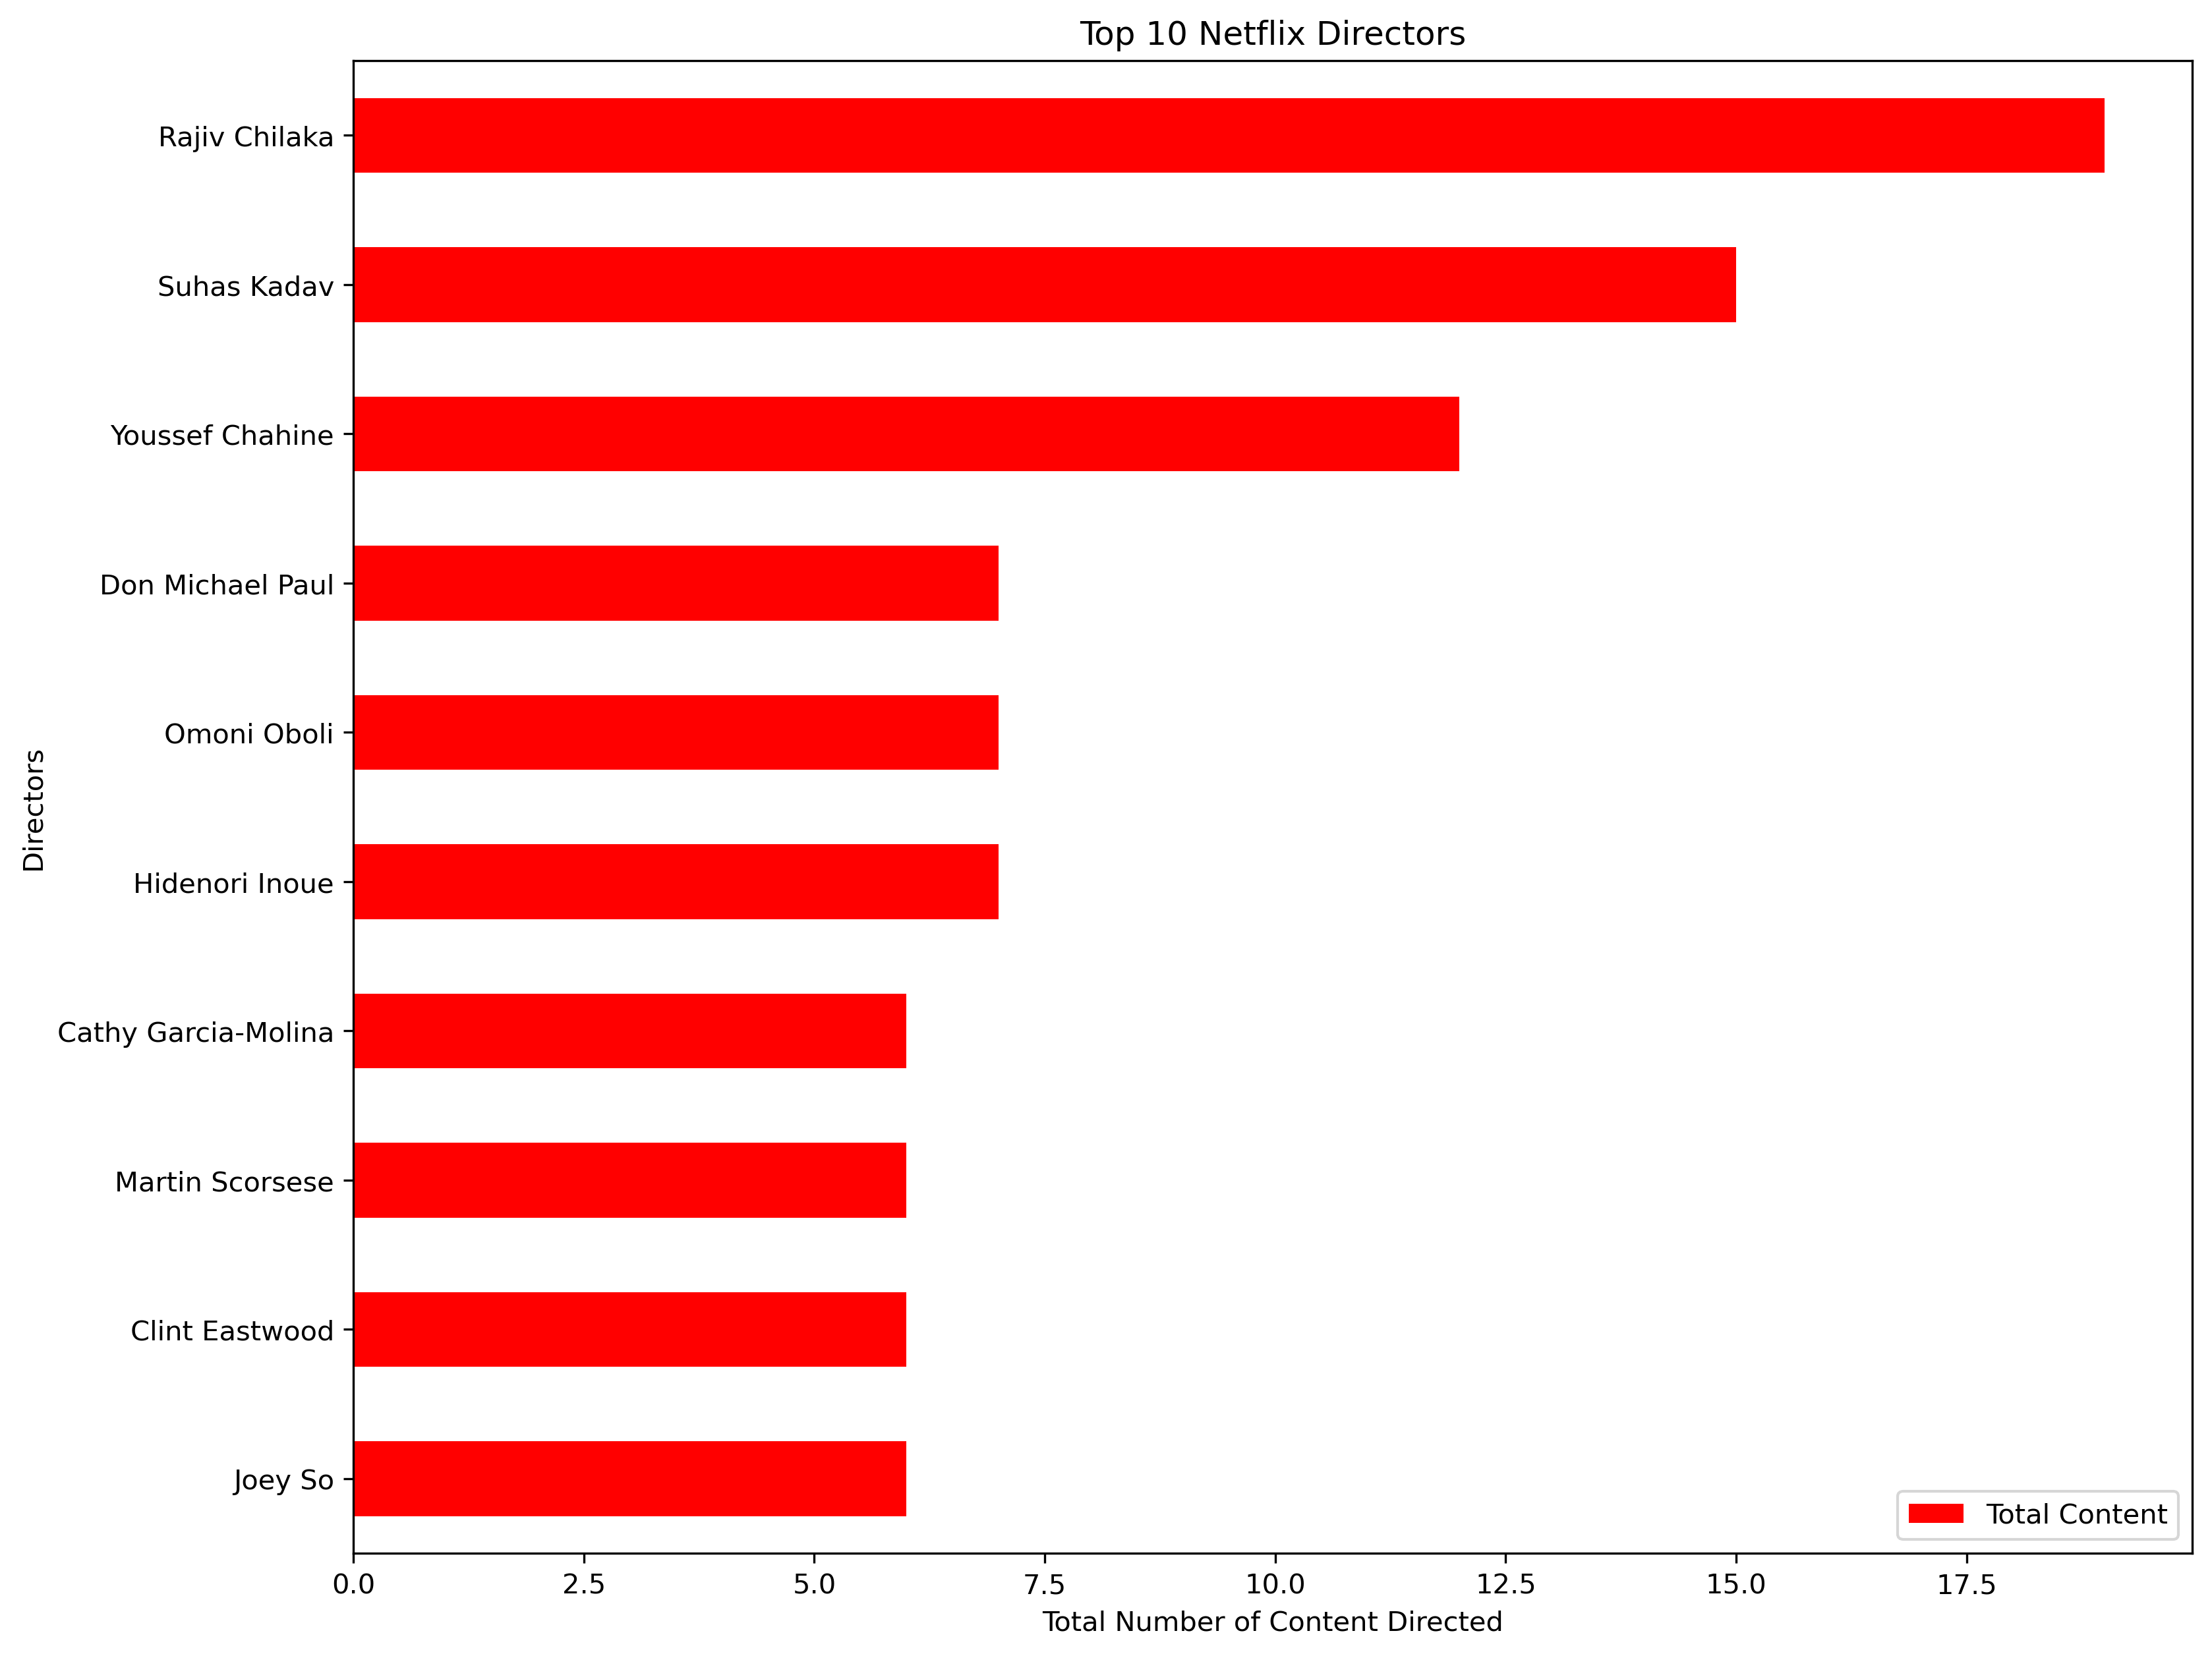 Top 10 Netflix Directors
Directors
Rajiv Chilaka
Suhas Kadav
Youssef Chahine
Don Michael Paul
Omoni Oboli
Hidenori Inoue
Cathy Garcia-Molina
Martin Scorsese
Clint Eastwood
Joey So
Total Content
0.0 2.5 5.0 7.5 10.0 12.5 15.0 17.5
Total Number of Content Directed